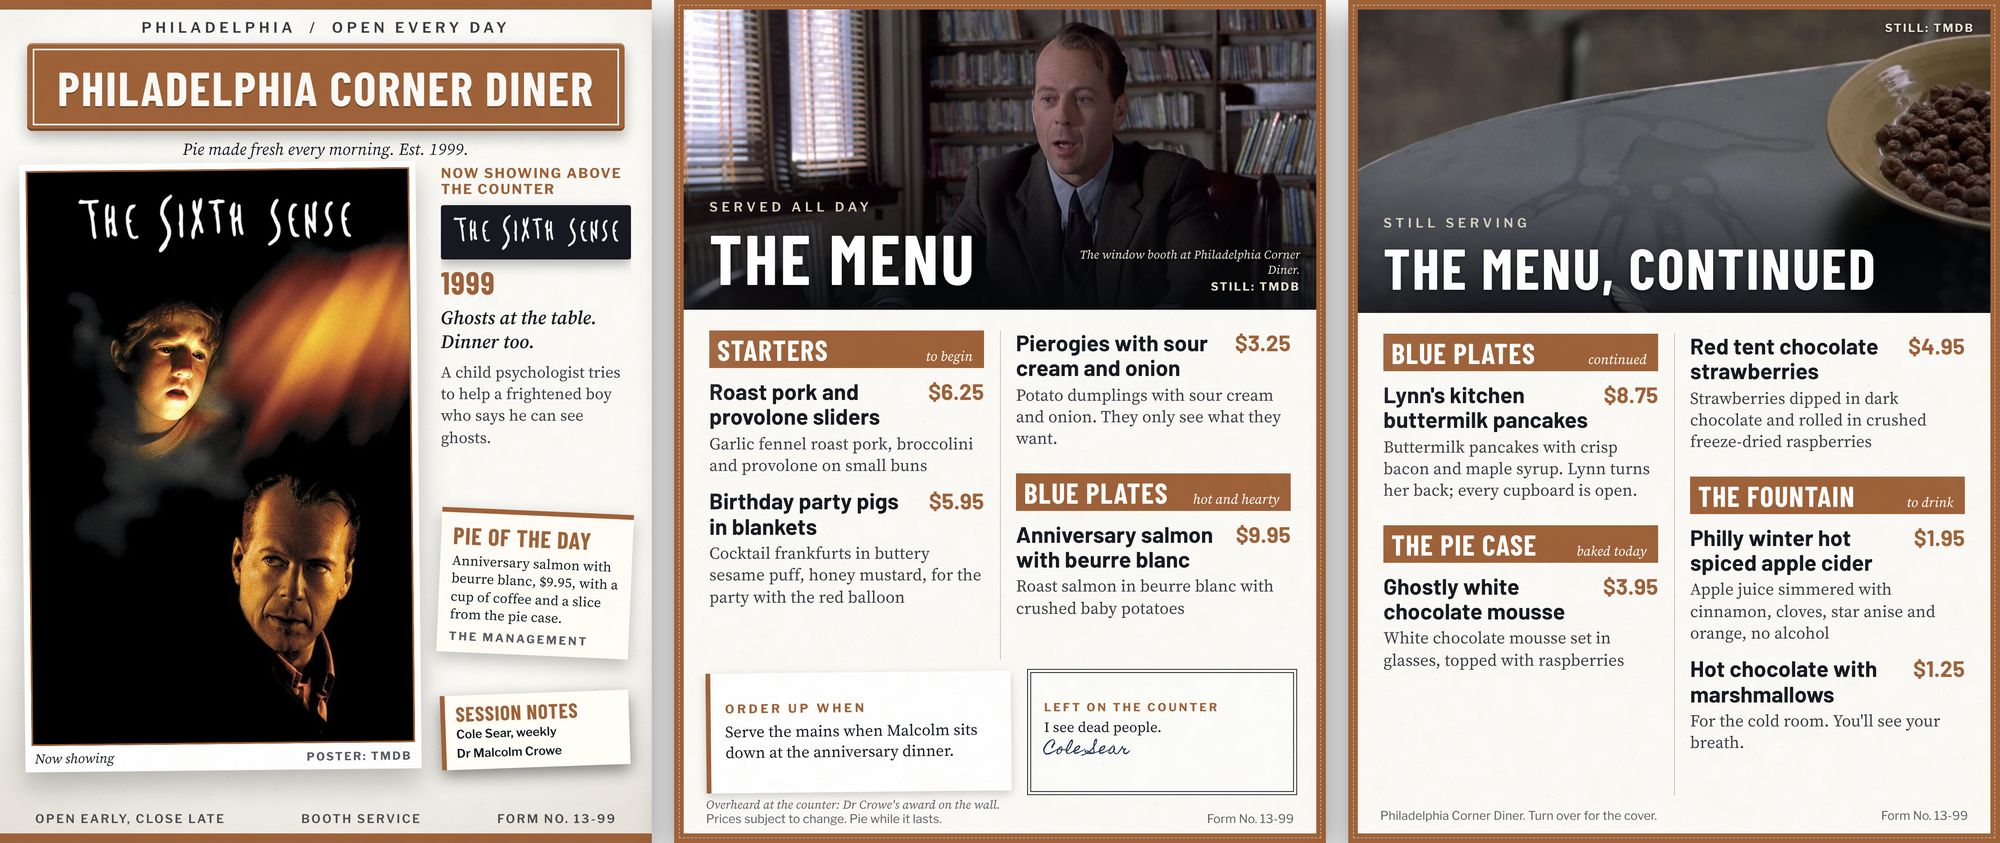 PHILADELPHIA / OPEN EVERY DAY
PHILADELPHIA CORNER DINER
Pie made fresh every morning. Est. 1999.
THE SIXTH SENSE
Now showing
POSTER: TMDB
NOW SHOWING ABOVE
THE COUNTER
THE SIXTH SENSE
1999
Ghosts at the table.
Dinner too.
A child psychologist tries
to help a frightened boy
who says he can see
ghosts.
PIE OF THE DAY
Anniversary salmon with
beurre blanc, $9.95, with a
cup of coffee and a slice
from the pie case.
THE MANAGEMENT
SESSION NOTES
Cole Sear, weekly
Dr Malcolm Crowe
OPEN EARLY, CLOSE LATE
BOOTH SERVICE
FORM NO. 13-99
SERVED ALL DAY
THE MENU
The window booth at Philadelphia Corner
Diner.
STILL: TMDB
STARTERS to begin
Roast pork and $6.25
provolone sliders
Garlic fennel roast pork, broccolini
and provolone on small buns
Birthday party pigs $5.95
in blankets
Cocktail frankfurts in buttery
sesame puff, honey mustard, for the
party with the red balloon
Pierogies with sour $3.25
cream and onion
Potato dumplings with sour cream
and onion. They only see what they
want.
BLUE PLATES hot and hearty
Anniversary salmon $9.95
with beurre blanc
Roast salmon in beurre blanc with
crushed baby potatoes
ORDER UP WHEN
Serve the mains when Malcolm sits
down at the anniversary dinner.
LEFT ON THE COUNTER
I see dead people.
Cole Sear
Overheard at the counter: Dr Crowe's award on the wall.
Prices subject to change. Pie while it lasts.
Form No. 13-99
STILL: TMDB
STILL SERVING
THE MENU, CONTINUED
BLUE PLATES continued
Lynn's kitchen $8.75
buttermilk pancakes
Buttermilk pancakes with crisp
bacon and maple syrup. Lynn turns
her back; every cupboard is open.
THE PIE CASE baked today
Ghostly white $3.95
chocolate mousse
White chocolate mousse set in
glasses, topped with raspberries
Red tent chocolate $4.95
strawberries
Strawberries dipped in dark
chocolate and rolled in crushed
freeze-dried raspberries
THE FOUNTAIN to drink
Philly winter hot $1.95
spiced apple cider
Apple juice simmered with
cinnamon, cloves, star anise and
orange, no alcohol
Hot chocolate with $1.25
marshmallows
For the cold room. You'll see your
breath.
Philadelphia Corner Diner. Turn over for the cover.
Form No. 13-99